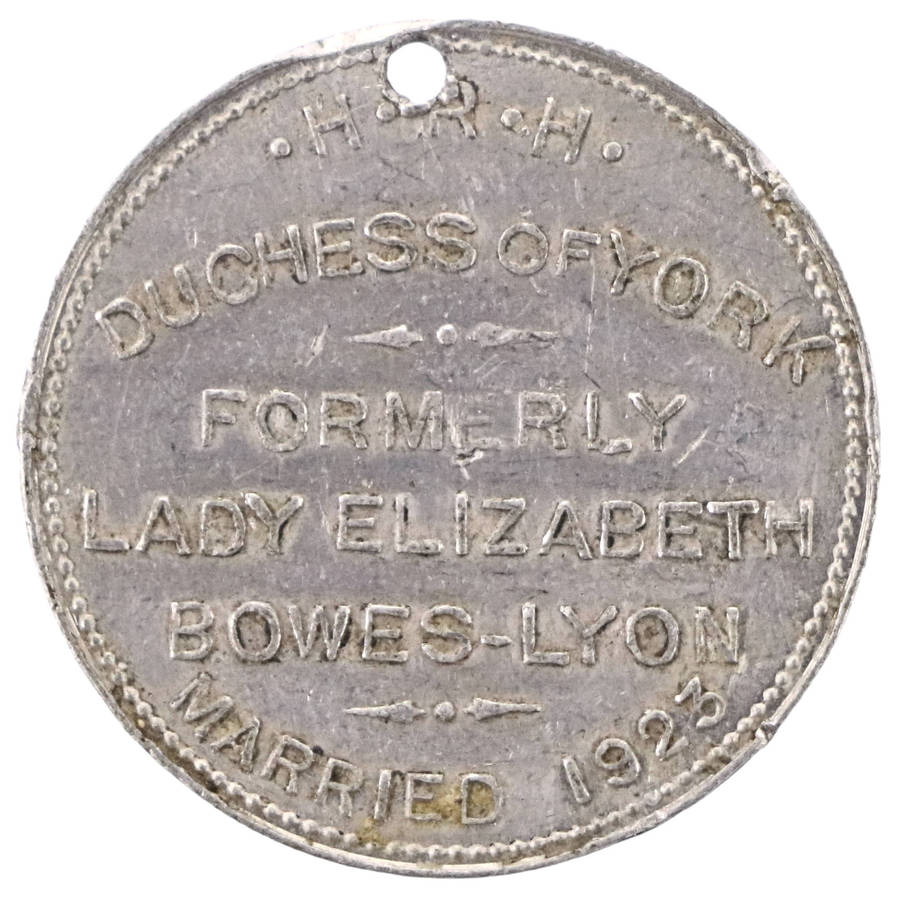 ·H·R·H·
DUCHESS OF YORK
FORMERLY
LADY ELIZABETH
BOWES-LYON
MARRIED 1923